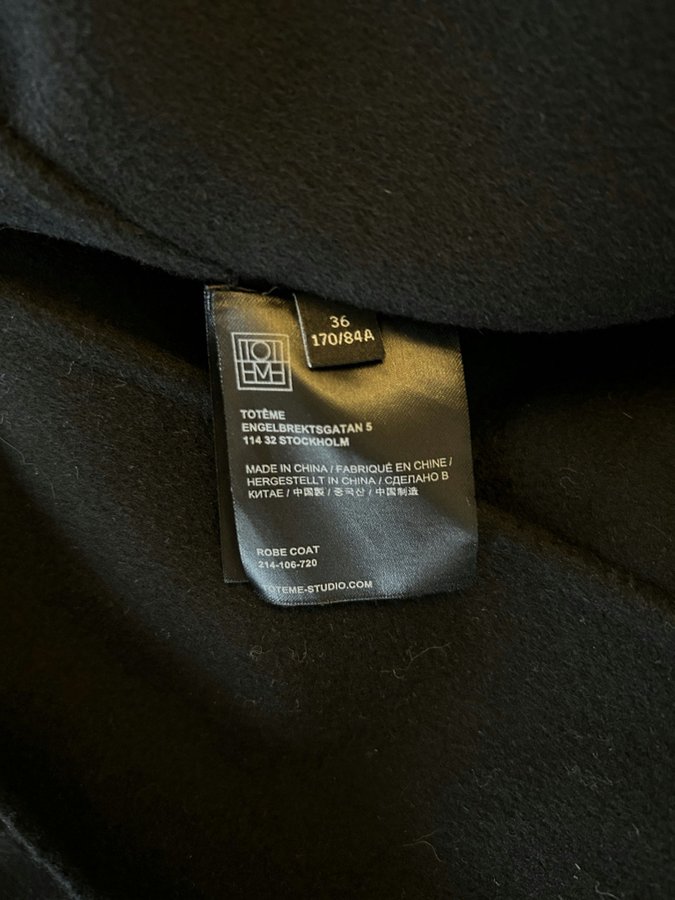 36
170/84A
TOTEME
TOTÊME
ENGELBREKTSGATAN 5
114 32 STOCKHOLM
MADE IN CHINA / FABRIQUÉ EN CHINE /
HERGESTELLT IN CHINA / СДЕЛАНО В
КИТАЕ / 中国製 / 중국산 / 中国制造
ROBE COAT
214-106-720
TOTEME-STUDIO.COM